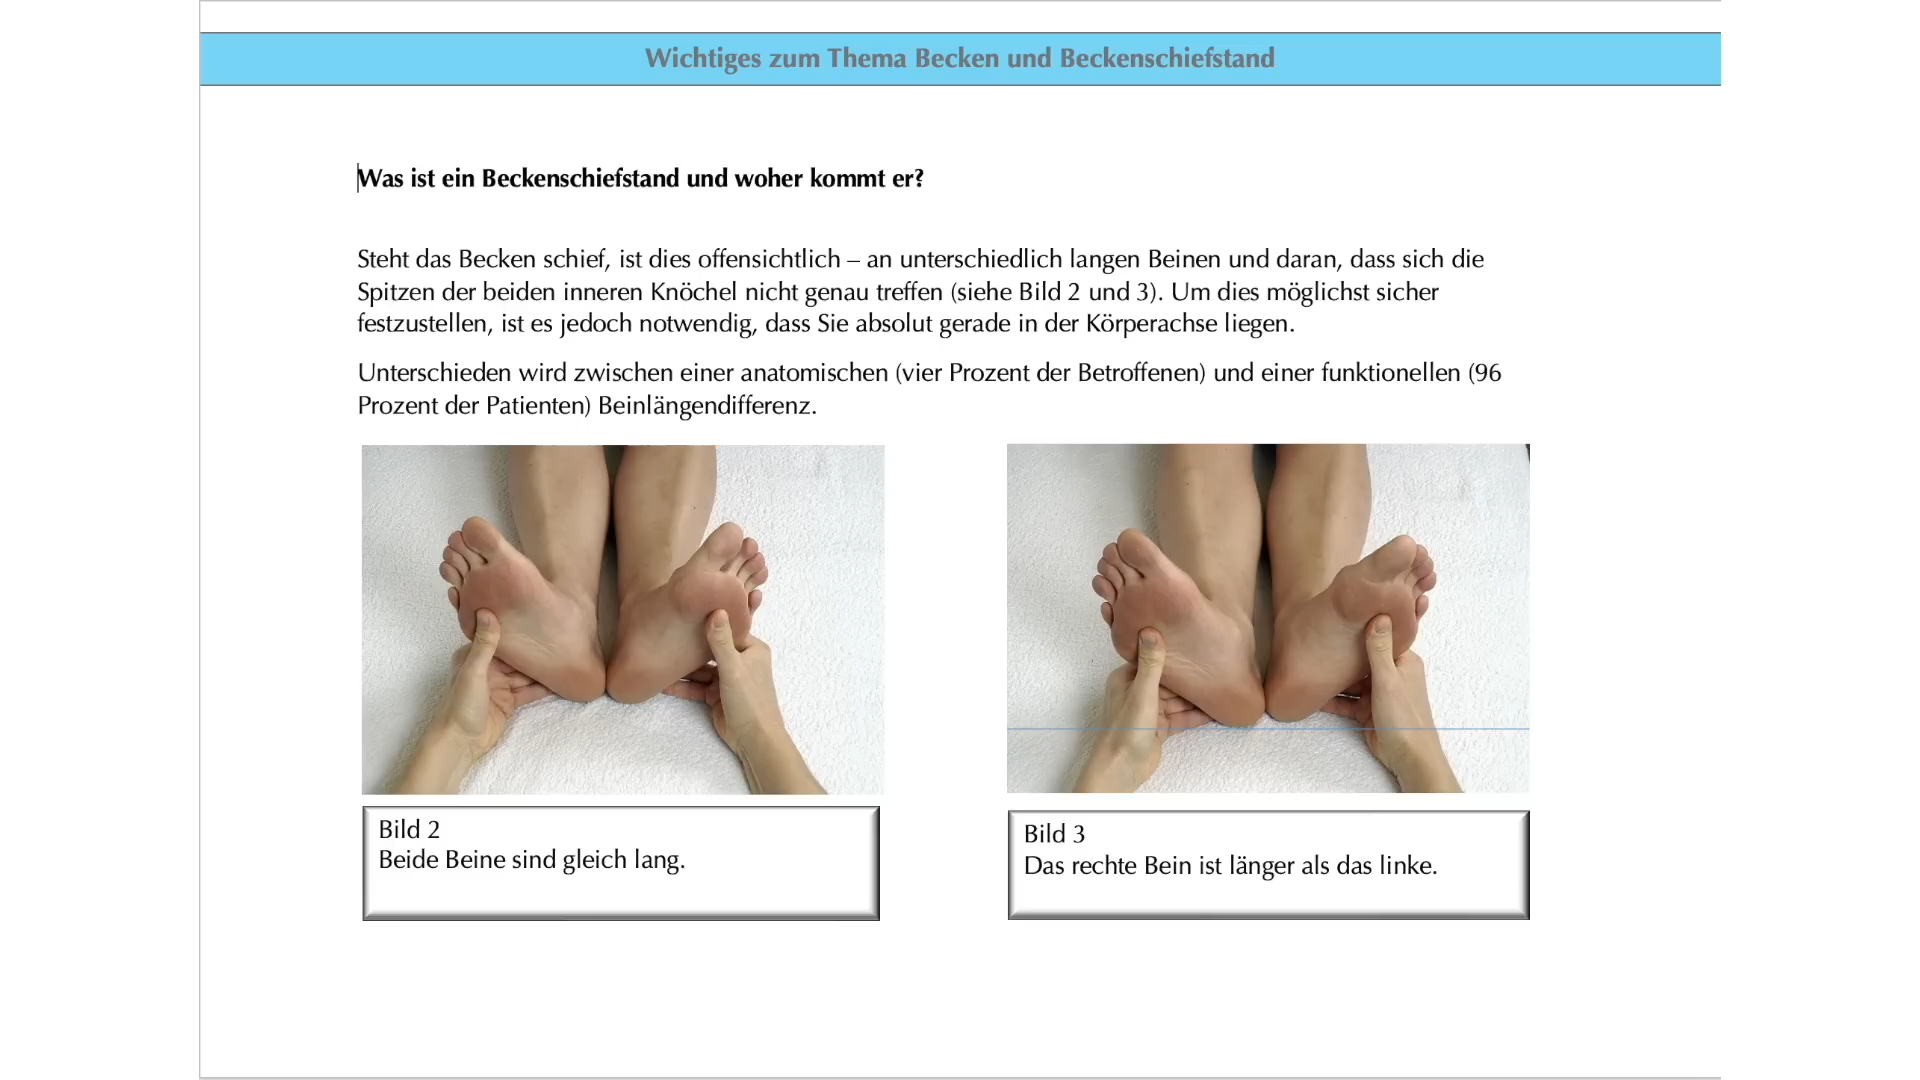 Wichtiges zum Thema Becken und Beckenschiefstand
Was ist ein Beckenschiefstand und woher kommt er?
Steht das Becken schief, ist dies offensichtlich – an unterschiedlich langen Beinen und daran, dass sich die
Spitzen der beiden inneren Knöchel nicht genau treffen (siehe Bild 2 und 3). Um dies möglichst sicher
festzustellen, ist es jedoch notwendig, dass Sie absolut gerade in der Körperachse liegen.
Unterschieden wird zwischen einer anatomischen (vier Prozent der Betroffenen) und einer funktionellen (96
Prozent der Patienten) Beinlängendifferenz.
Bild 2
Beide Beine sind gleich lang.
Bild 3
Das rechte Bein ist länger als das linke.